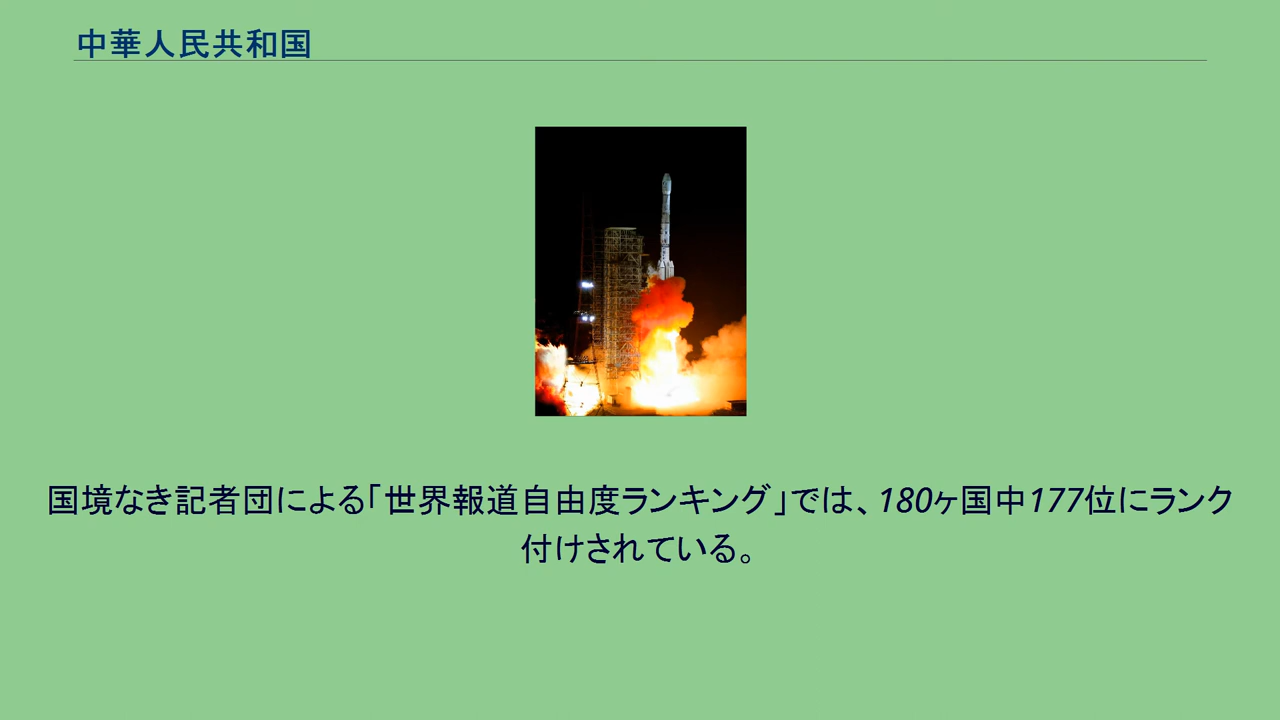 中華人民共和国
国境なき記者団による「世界報道自由度ランキング」では、180ヶ国中177位にランク
付けされている。